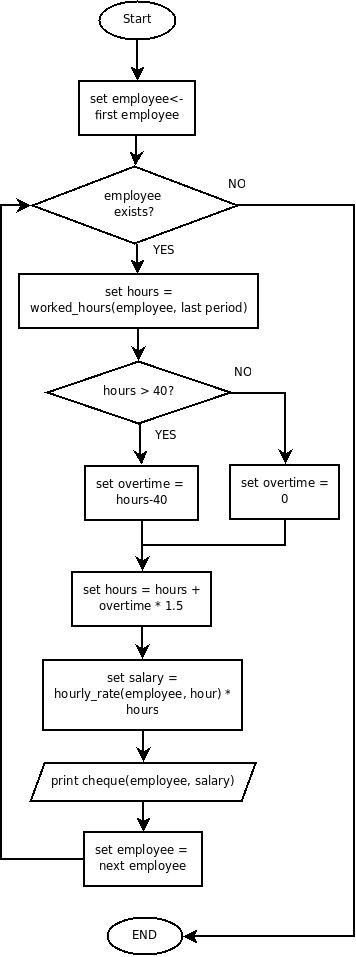 Start
set employee<-
first employee
employee
exists?
NO
YES
set hours =
worked_hours(employee, last period)
hours > 40?
NO
YES
set overtime =
hours-40
set overtime =
0
set hours = hours +
overtime * 1.5
set salary =
hourly_rate(employee, hour) *
hours
print cheque(employee, salary)
set employee =
next employee
END